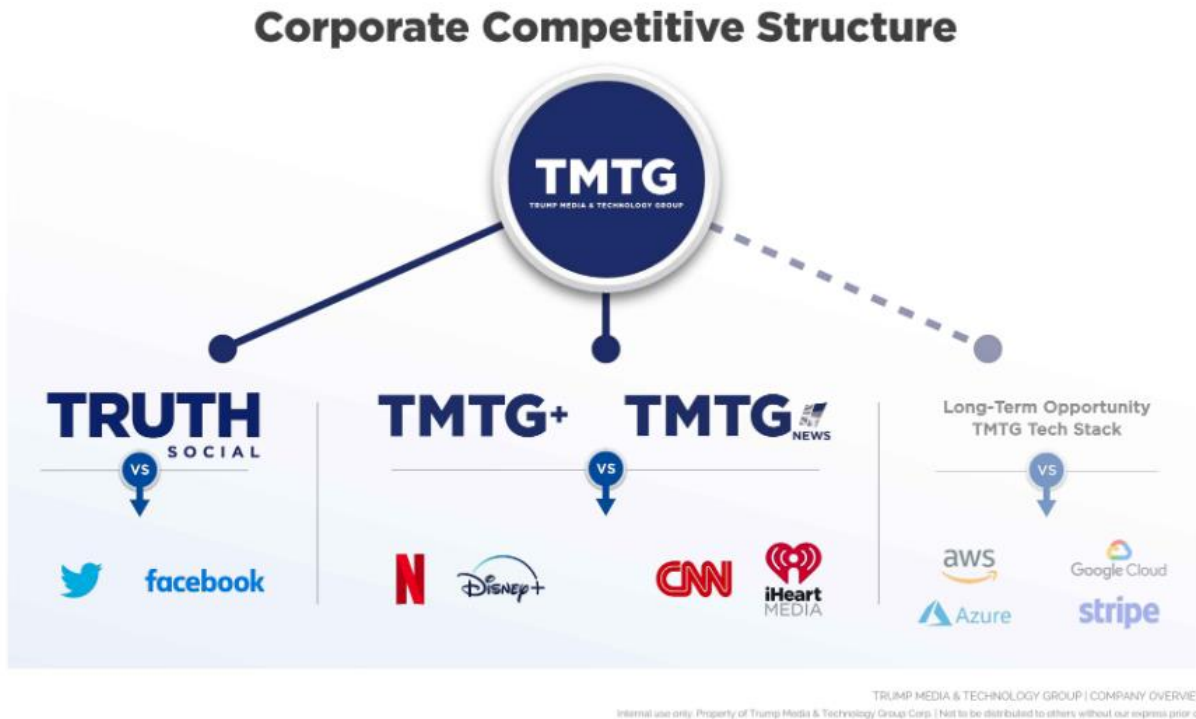 Corporate Competitive Structure
TMTG
TRUMP MEDIA & TECHNOLOGY GROUP
TRUTH
SOCIAL
VS
facebook
TMTG+
TMTG
NEWS
VS
N
Disney+
CNN
iHeart
MEDIA
Long-Term Opportunity
TMTG Tech Stack
VS
aws
Google Cloud
Azure
stripe
TRUMP MEDIA & TECHNOLOGY GROUP | COMPANY OVERVIE
Internal use only. Property of Trump Media & Technology Group Corp. | Not to be distributed to others without our express prior